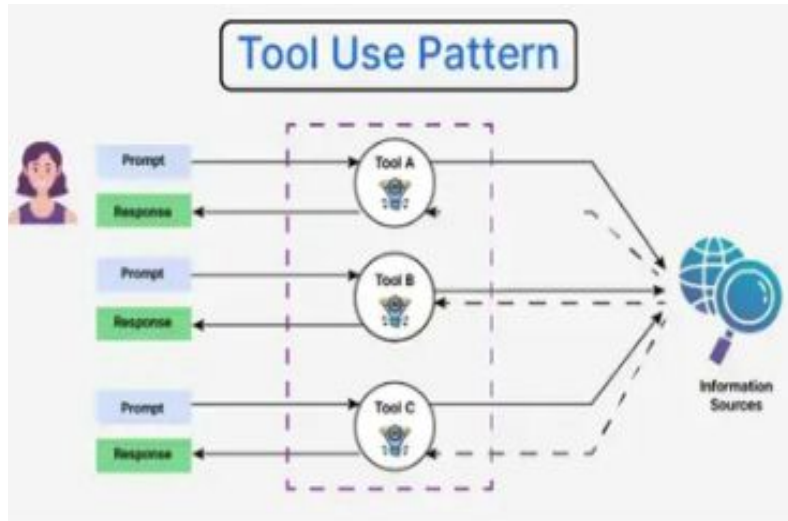 Tool Use Pattern
Prompt
Tool A
Response
Prompt
Tool B
Response
Prompt
Tool C
Response
Information
Sources